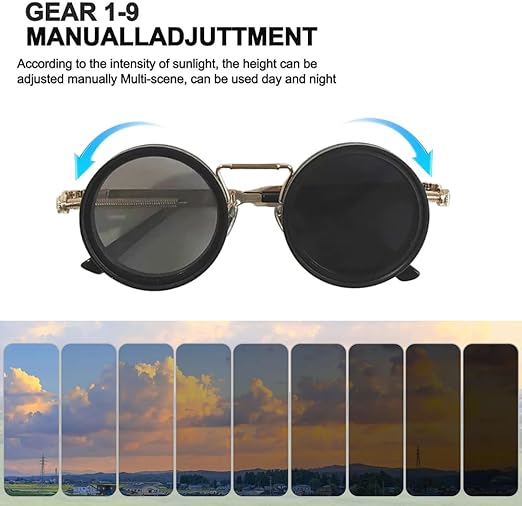 GEAR 1-9
MANUALLADJUTTMENT
According to the intensity of sunlight, the height can be
adjusted manually Multi-scene, can be used day and night